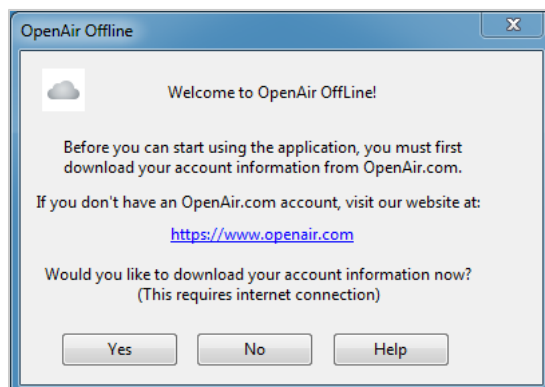 OpenAir Offline
Welcome to OpenAir OffLine!
Before you can start using the application, you must first
download your account information from OpenAir.com.
If you don't have an OpenAir.com account, visit our website at:
https://www.openair.com
Would you like to download your account information now?
(This requires internet connection)
Yes No Help